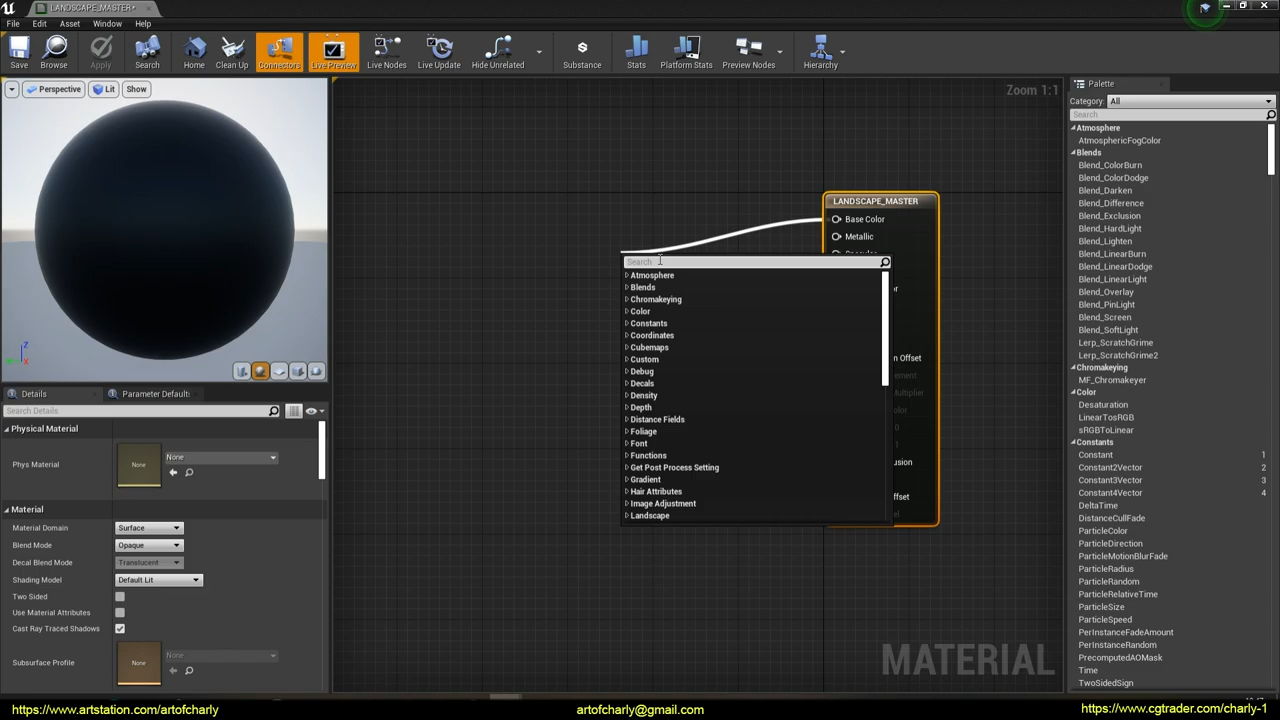 LANDSCAPE_MASTER*
File Edit Asset Window Help
Save Browse Apply Search Home Clean Up Connectors Live Preview Live Nodes Live Update Hide Unrelated Substance Stats Platform Stats Preview Nodes Hierarchy
Perspective Lit Show
Zoom 1:1
z
x
Details Parameter Default:
Search Details
Physical Material
Phys Material
None
None
Material
Material Domain Surface
Blend Mode Opaque
Decal Blend Mode Translucent
Shading Model Default Lit
Two Sided
Use Material Attributes
Cast Ray Traced Shadows
Subsurface Profile
None
None
LANDSCAPE_MASTER
Base Color
Metallic
Search
Atmosphere
Blends
Chromakeying
Color
Constants
Coordinates
Cubemaps
Custom
Debug
Decals
Density
Depth
Distance Fields
Foliage
Font
Functions
Get Post Process Setting
Gradient
Hair Attributes
Image Adjustment
Landscape
n Offset
MATERIAL
Palette
Category: All
Search
Atmosphere
AtmosphericFogColor
Blends
Blend_ColorBurn
Blend_ColorDodge
Blend_Darken
Blend_Difference
Blend_Exclusion
Blend_HardLight
Blend_Lighten
Blend_LinearBurn
Blend_LinearDodge
Blend_LinearLight
Blend_Overlay
Blend_PinLight
Blend_Screen
Blend_SoftLight
Lerp_ScratchGrime
Lerp_ScratchGrime2
Chromakeying
MF_Chromakeyer
Color
Desaturation
LinearTosRGB
sRGBToLinear
Constants
Constant 1
Constant2Vector 2
Constant3Vector 3
Constant4Vector 4
DeltaTime
DistanceCullFade
ParticleColor
ParticleDirection
ParticleMotionBlurFade
ParticleRadius
ParticleRandom
ParticleRelativeTime
ParticleSize
ParticleSpeed
PerInstanceFadeAmount
PerInstanceRandom
PrecomputedAOMask
Time
TwoSidedSign
https://www.artstation.com/artofcharly artofcharly@gmail.com https://www.cgtrader.com/charly-1